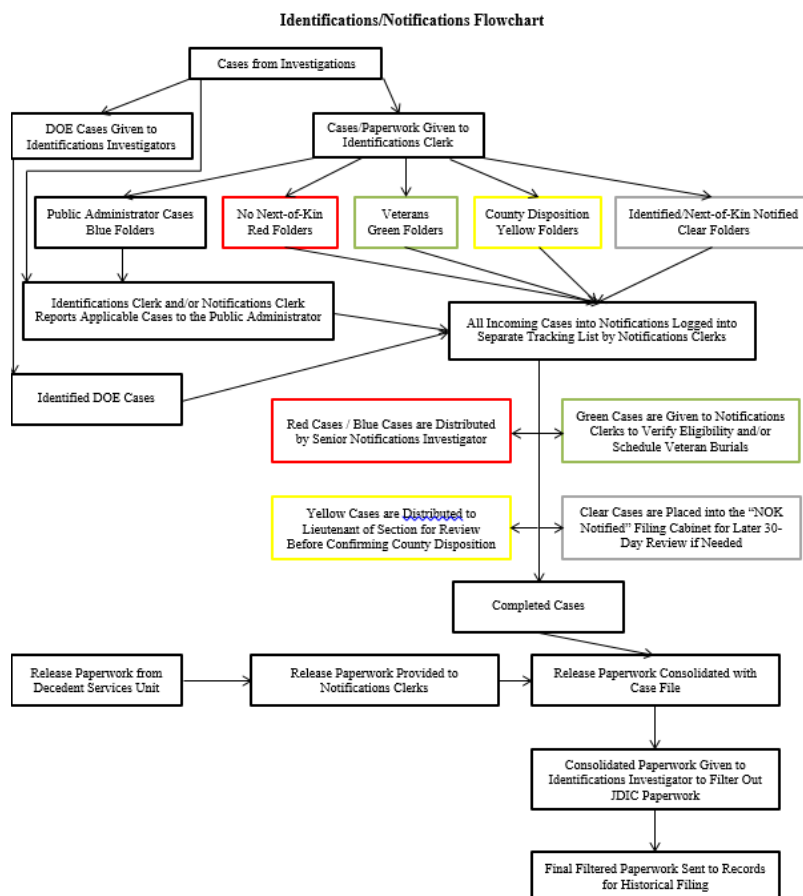 Identifications/Notifications Flowchart
Cases from Investigations
DOE Cases Given to
Identifications Investigators
Cases/Paperwork Given to
Identifications Clerk
Public Administrator Cases
Blue Folders
No Next-of-Kin
Red Folders
Veterans
Green Folders
County Disposition
Yellow Folders
Identified/Next-of-Kin Notified
Clear Folders
Identifications Clerk and/or Notifications Clerk
Reports Applicable Cases to the Public Administrator
All Incoming Cases into Notifications Logged into
Separate Tracking List by Notifications Clerks
Identified DOE Cases
Red Cases / Blue Cases are Distributed
by Senior Notifications Investigator
Green Cases are Given to Notifications
Clerks to Verify Eligibility and/or
Schedule Veteran Burials
Yellow Cases are Distributed to
Lieutenant of Section for Review
Before Confirming County Disposition
Clear Cases are Placed into the “NOK
Notified” Filing Cabinet for Later 30-
Day Review if Needed
Completed Cases
Release Paperwork from
Decedent Services Unit
Release Paperwork Provided to
Notifications Clerks
Release Paperwork Consolidated with
Case File
Consolidated Paperwork Given to
Identifications Investigator to Filter Out
JDIC Paperwork
Final Filtered Paperwork Sent to Records
for Historical Filing